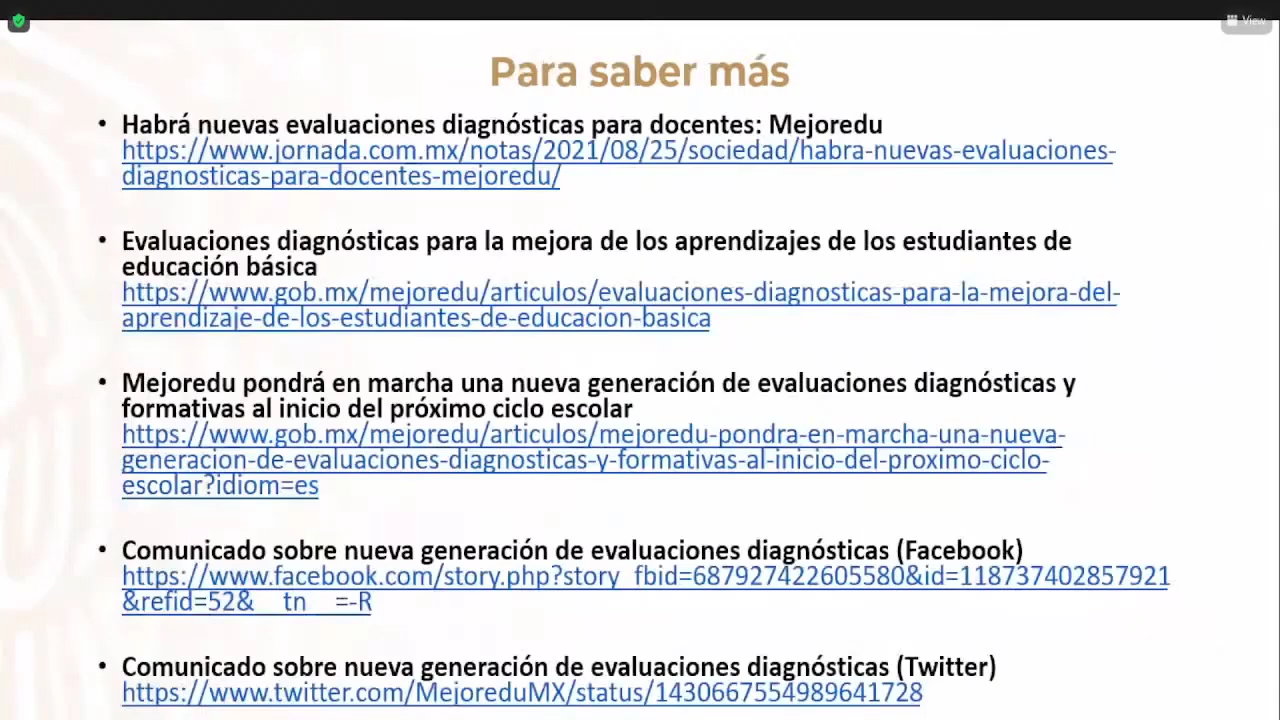 View
Para saber más
• Habrá nuevas evaluaciones diagnósticas para docentes: Mejoredu
https://www.jornada.com.mx/notas/2021/08/25/sociedad/habra-nuevas-evaluaciones-
diagnosticas-para-docentes-mejoredu/
• Evaluaciones diagnósticas para la mejora de los aprendizajes de los estudiantes de
educación básica
https://www.gob.mx/mejoredu/articulos/evaluaciones-diagnosticas-para-la-mejora-del-
aprendizaje-de-los-estudiantes-de-educacion-basica
• Mejoredu pondrá en marcha una nueva generación de evaluaciones diagnósticas y
formativas al inicio del próximo ciclo escolar
https://www.gob.mx/mejoredu/articulos/mejoredu-pondra-en-marcha-una-nueva-
generacion-de-evaluaciones-diagnosticas-y-formativas-al-inicio-del-proximo-ciclo-
escolar?idiom=es
• Comunicado sobre nueva generación de evaluaciones diagnósticas (Facebook)
https://www.facebook.com/story.php?story_fbid=687927422605580&id=118737402857921
&refid=52&__tn__=-R
• Comunicado sobre nueva generación de evaluaciones diagnósticas (Twitter)
https://www.twitter.com/MejoreduMX/status/1430667554989641728